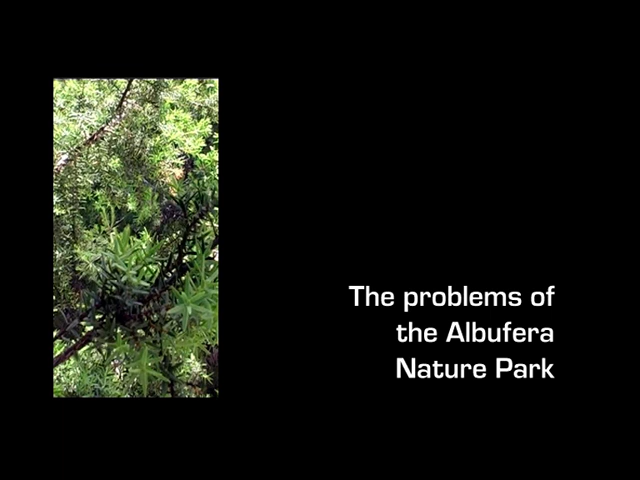 The problems of
the Albufera
Nature Park